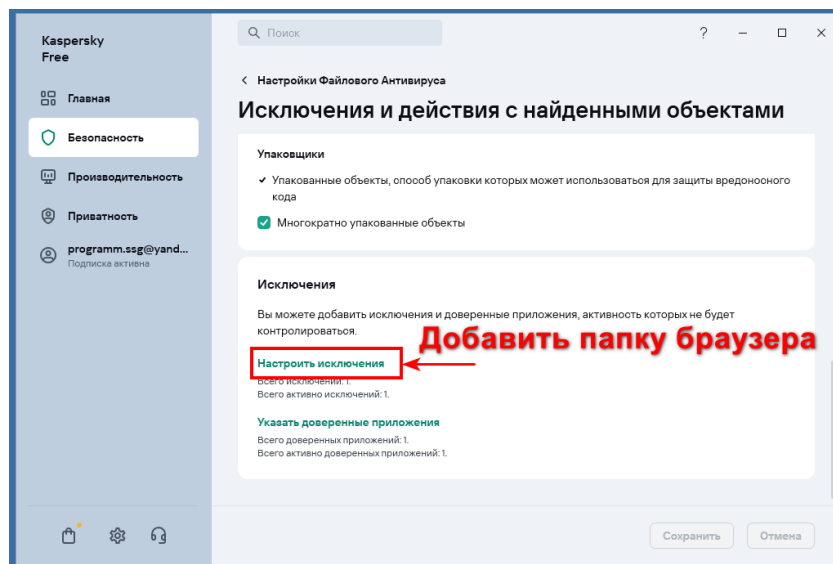 Kaspersky
Free
Поиск
?
Главная
Безопасность
Производительность
Приватность
programm.ssg@yand...
Подписка активна
Настройки Файлового Антивируса
Исключения и действия с найденными объектами
Упаковщики
Упакованные объекты, способ упаковки которых может использоваться для защиты вредоносного
кода
Многократно упакованные объекты
Исключения
Вы можете добавить исключения и доверенные приложения, активность которых не будет
контролироваться.
Добавить папку браузера
Настроить исключения
Всего исключений: 1.
Всего активно исключений: 1.
Указать доверенные приложения
Всего доверенных приложений: 1.
Всего активно доверенных приложений: 1.
Сохранить
Отмена